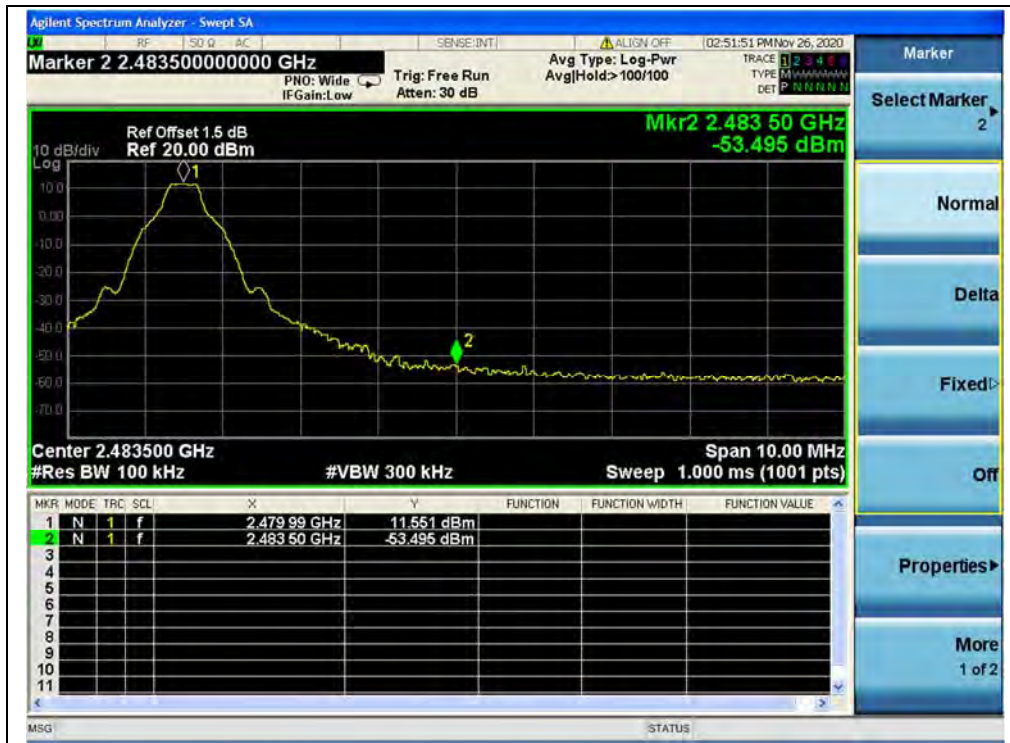 Agilent Spectrum Analyzer - Swept SA
LXI RF 50 Ω AC SENSE:INT ALIGN OFF 02:51:51 PM Nov 26, 2020
Marker 2 2.483500000000 GHz
PNO: Wide
IFGain:Low
Trig: Free Run
Atten: 30 dB
Avg Type: Log-Pwr
Avg|Hold:>100/100
TRACE 1 2 3 4 5 6
TYPE M
DET P N N N N N
Mkr2 2.483 50 GHz
-53.495 dBm
Ref Offset 1.5 dB
10 dB/div Ref 20.00 dBm
Log
1
10.0
0.00
-10.0
-20.0
-30.0
-40.0
2
-50.0
-60.0
-70.0
Center 2.483500 GHz Span 10.00 MHz
#Res BW 100 kHz #VBW 300 kHz Sweep 1.000 ms (1001 pts)
MKR MODE TRC SCL X Y FUNCTION FUNCTION WIDTH FUNCTION VALUE
1 N 1 f 2.479 99 GHz 11.551 dBm
2 N 1 f 2.483 50 GHz -53.495 dBm
3
4
5
6
7
8
9
10
11
MSG STATUS
Marker
Select Marker
2
Normal
Delta
Fixed
Off
Properties
More
1 of 2